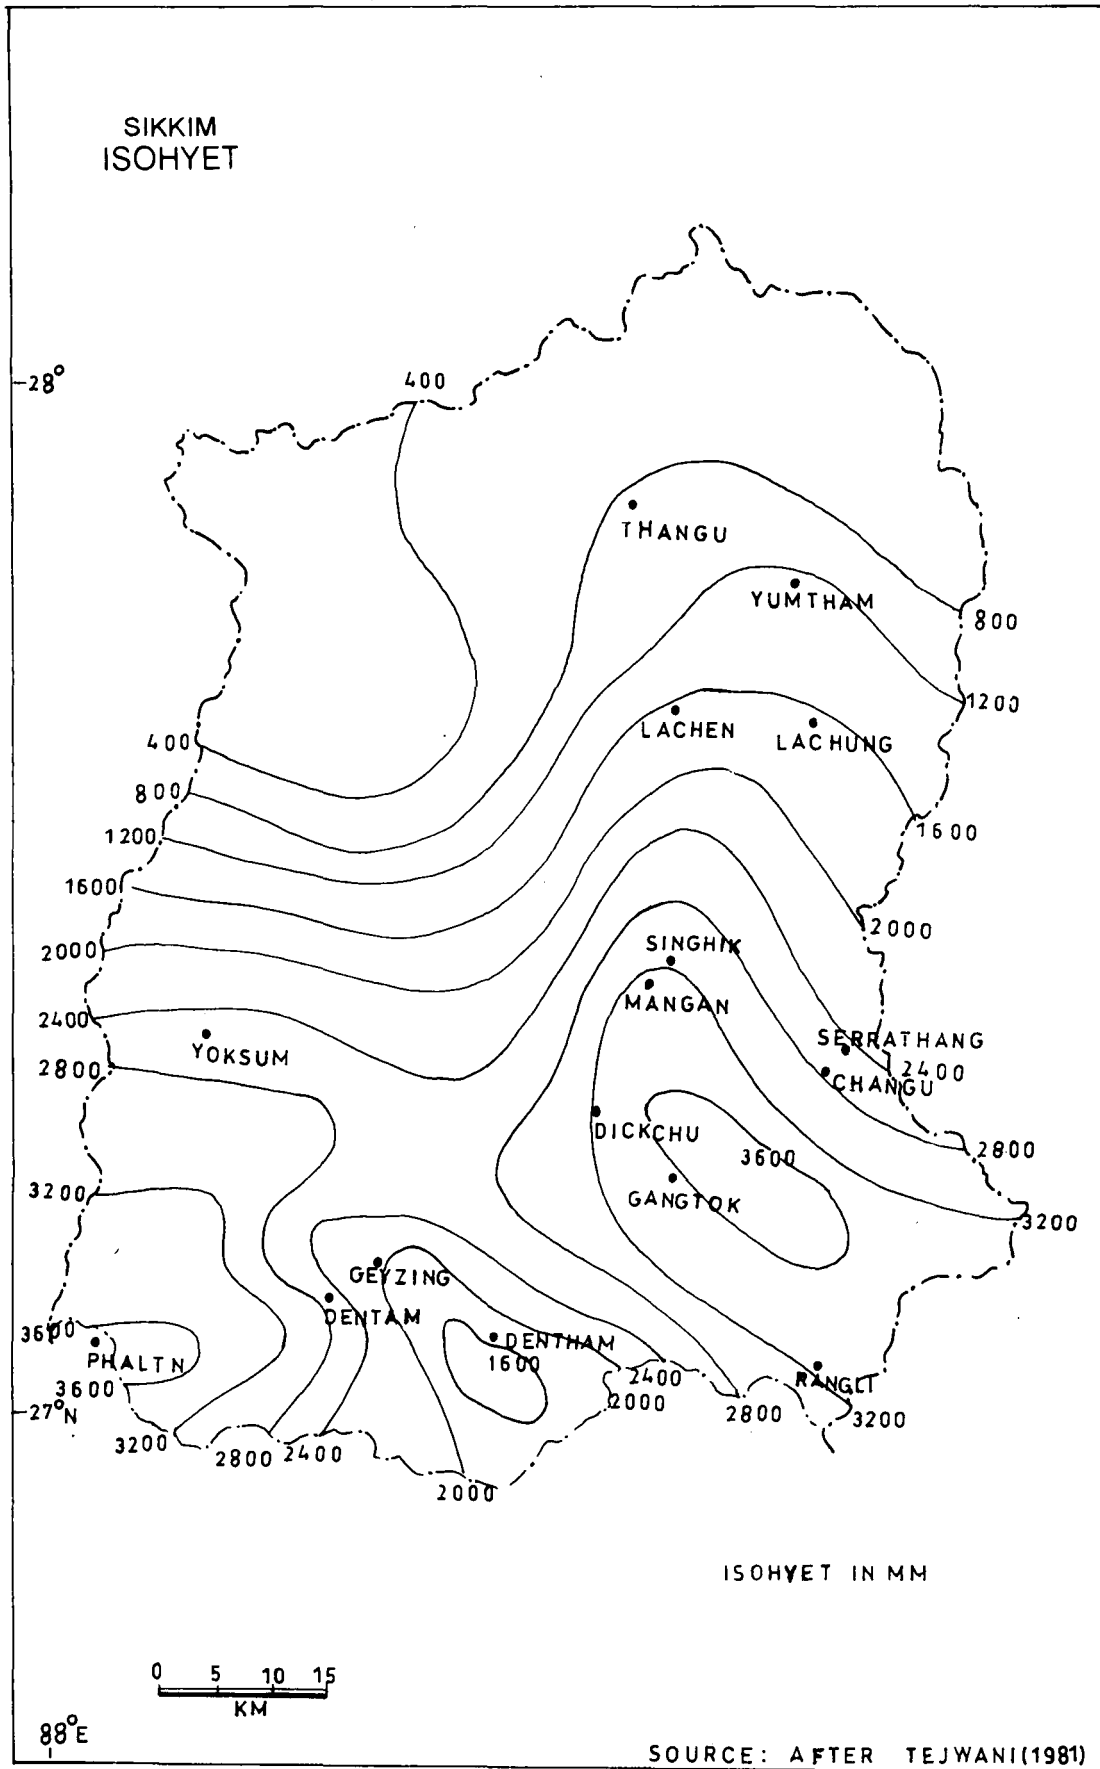 SIKKIM
ISOHYET
28°
400
THANGU
YUMTHAM
800
1200
LACHEN
LACHUNG
400
800
1200
1600
1600
2000
2000
SINGHIK
MANGAN
2400
YOKSUM
SERRATHANG
2400
CHANGU
2800
DICKCHU
3600
2800
GANGTOK
3200
3200
GEYZING
DENTAM
3600
PHALTN
DENTHAM
1600
3600
2400
2000
RANGLI
2800
3200
27°N
3200
2800
2400
2000
ISOHYET IN MM
0 5 10 15
KM
88°E
SOURCE: AFTER TEJWANI(1981)